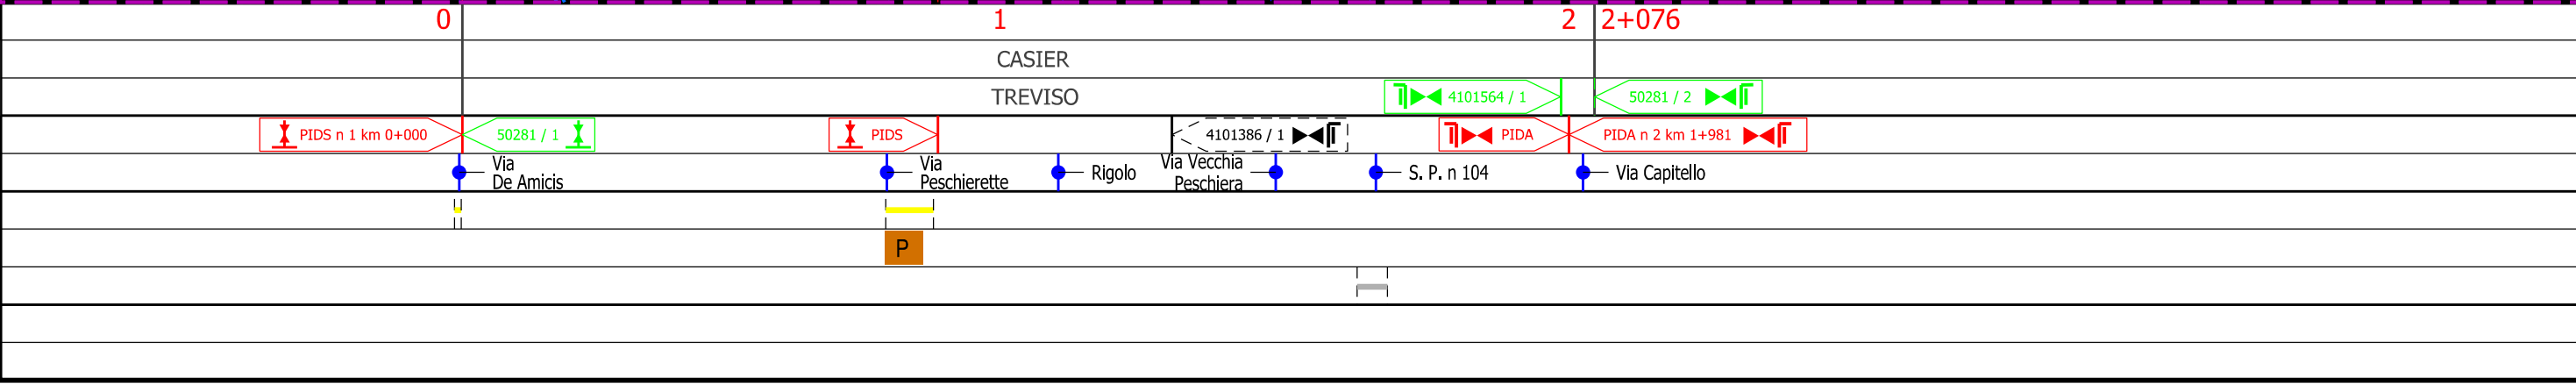 0 1 2 2+076
CASIER
TREVISO 4101564 / 1 50281 / 2
PIDS n 1 km 0+000 50281 / 1 PIDS 4101386 / 1 PIDA PIDA n 2 km 1+981
Via
De Amicis
Via
Peschierette
Rigolo
Via Vecchia
Peschiera
S. P. n 104
Via Capitello
P